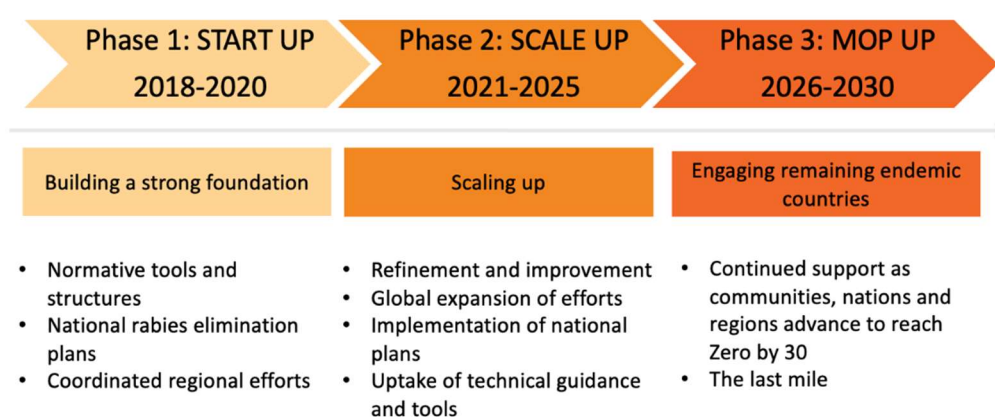 Phase 1: START UP
2018-2020
Phase 2: SCALE UP
2021-2025
Phase 3: MOP UP
2026-2030
Building a strong foundation
Scaling up
Engaging remaining endemic
countries
• Normative tools and
structures
• National rabies elimination
plans
• Coordinated regional efforts
• Refinement and improvement
• Global expansion of efforts
• Implementation of national
plans
• Uptake of technical guidance
and tools
• Continued support as
communities, nations and
regions advance to reach
Zero by 30
• The last mile